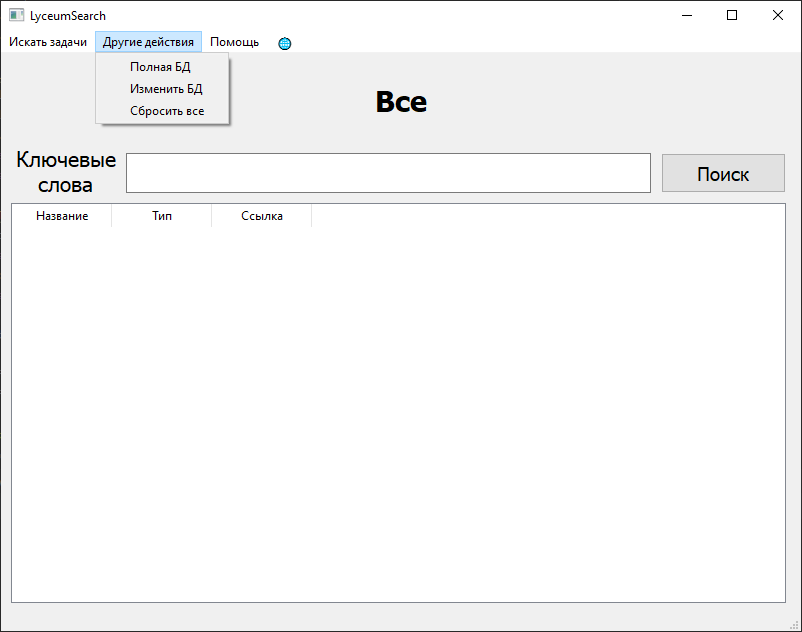 LyceumSearch
Искать задачи Другие действия Помощь
Полная БД
Изменить БД
Сбросить все
Все
Ключевые
слова
Поиск
Название Тип Ссылка